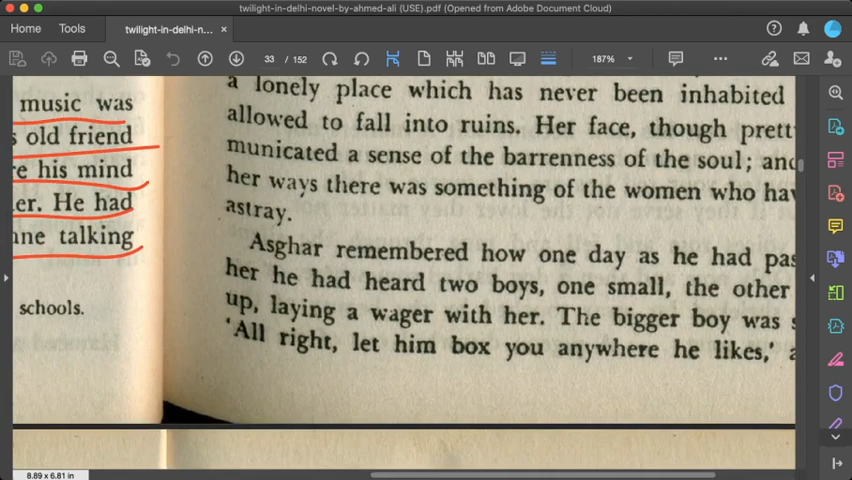 twilight-in-delhi-novel-by-ahmed-ali (USE).pdf (Opened from Adobe Document Cloud)
Home Tools twilight-in-delhi-n... ×
33 / 152 187%
music was
old friend
his mind
He had
talking
schools.
a lonely place which has never been inhabited
allowed to fall into ruins. Her face, though
municated a sense of the barrenness of the soul; and
her ways there was something of the women who
astray.
Asghar remembered how one day as he had
her he had heard two boys, one small, the other
up, laying a wager with her. The bigger boy was
'All right, let him box you anywhere he likes,'
8.89 x 6.81 in